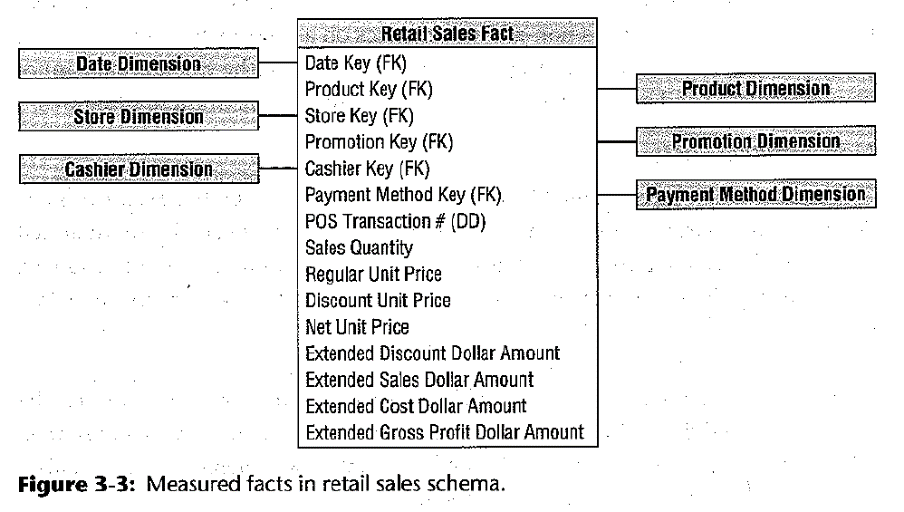 Retail Sales Fact
Date Dimension
Store Dimension
Cashier Dimension
Date Key (FK)
Product Key (FK)
Store Key (FK)
Promotion Key (FK)
Cashier Key (FK)
Payment Method Key (FK)
POS Transaction # (DD)
Sales Quantity
Regular Unit Price
Discount Unit Price
Net Unit Price
Extended Discount Dollar Amount
Extended Sales Dollar Amount
Extended Cost Dollar Amount
Extended Gross Profit Dollar Amount
Product Dimension
Promotion Dimension
Payment Method Dimension
Figure 3-3: Measured facts in retail sales schema.